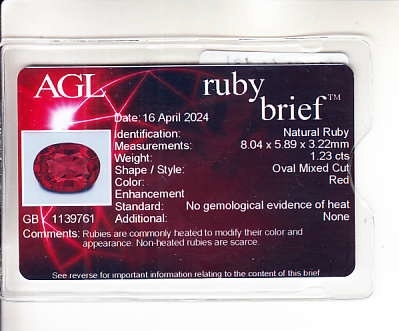 AGL ruby
brief™
Date: 16 April 2024
Identification: Natural Ruby
Measurements: 8.04 x 5.89 x 3.22mm
Weight: 1.23 cts
Shape / Style: Oval Mixed Cut
Color: Red
Enhancement
Standard: No gemological evidence of heat
GB 1139761 Additional: None
Comments: Rubies are commonly heated to modify their color and
appearance. Non-heated rubies are scarce.
See reverse for important information relating to the content of this brief